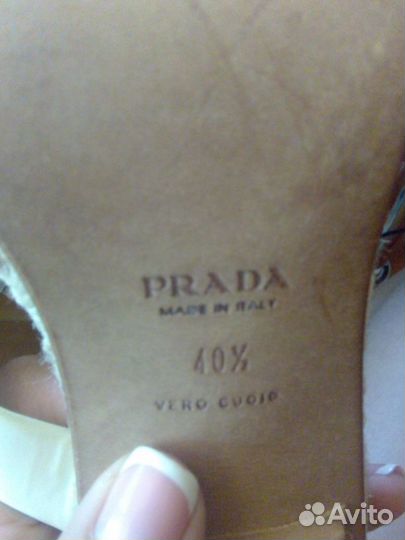 PRADA
MADE IN ITALY
40½
VERO CUOIO
Avito